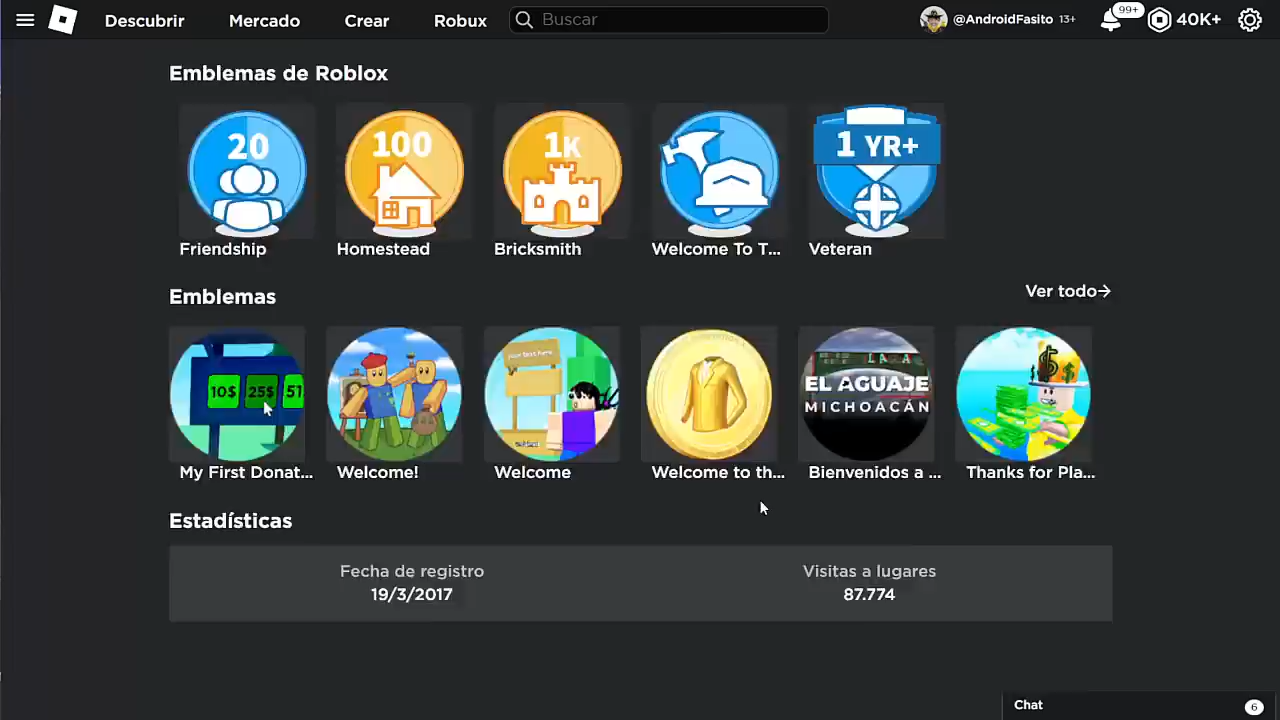 Descubrir Mercado Crear Robux Buscar @AndroidFasito 13+ 99+ 40K+
Emblemas de Roblox
20 100 1K 1 YR+
Friendship Homestead Bricksmith Welcome To T... Veteran
Emblemas Ver todo→
10$ 25$ 51
EL AGUAJE
MICHOACÁN
My First Donat... Welcome! Welcome Welcome to th... Bienvenidos a ... Thanks for Pla...
Estadísticas
Fecha de registro Visitas a lugares
19/3/2017 87.774
Chat 6